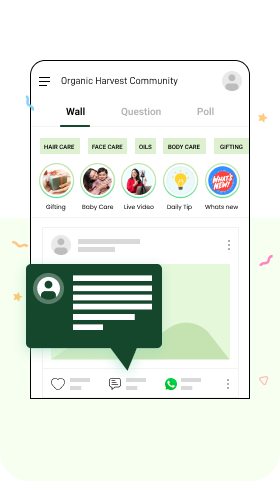 Organic Harvest Community
Wall Question Poll
HAIR CARE FACE CARE OILS BODY CARE GIFTING
WHAT'S NEW!
Gifting Baby Care Live Video Daily Tip Whats new